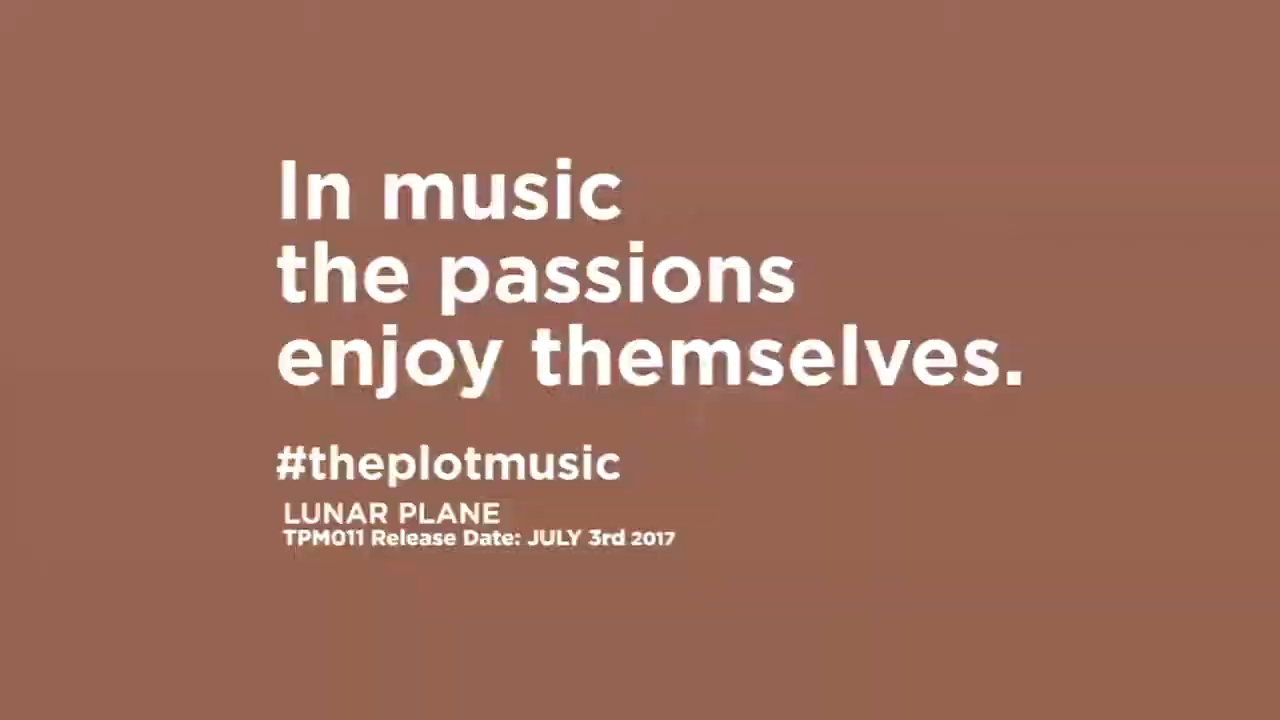 In music
the passions
enjoy themselves.
#theplotmusic
LUNAR PLANE
TPM011 Release Date: JULY 3rd 2017